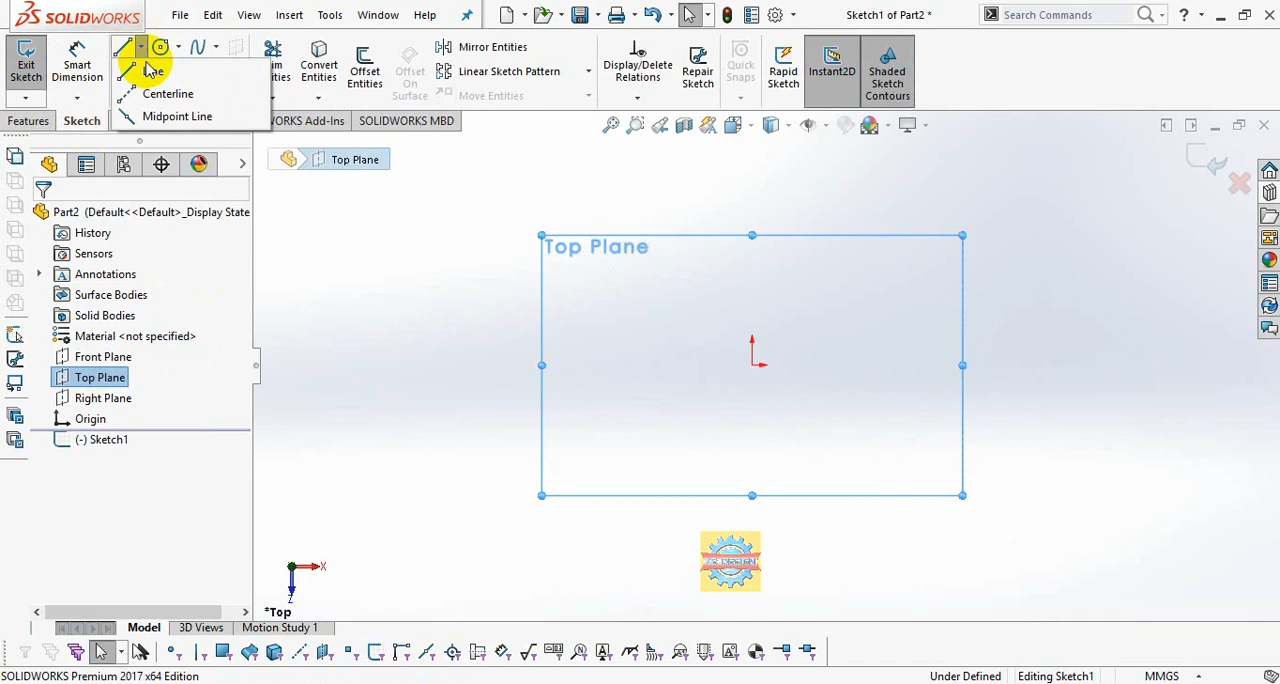 SOLIDWORKS
File Edit View Insert Tools Window Help
Sketch1 of Part2 *
Search Commands
Exit Sketch
Smart Dimension
Line
Centerline
Midpoint Line
Convert Entities
Offset Entities
Offset On Surface
Mirror Entities
Linear Sketch Pattern
Move Entities
Display/Delete Relations
Repair Sketch
Quick Snaps
Rapid Sketch
Instant2D
Shaded Sketch Contours
Features Sketch
SOLIDWORKS MBD
Top Plane
Part2 (Default<<Default>_Display State
History
Sensors
Annotations
Surface Bodies
Solid Bodies
Material <not specified>
Front Plane
Top Plane
Right Plane
Origin
(-) Sketch1
Top Plane
X
Z
*Top
Model 3D Views Motion Study 1
SOLIDWORKS Premium 2017 x64 Edition
Under Defined Editing Sketch1 MMGS